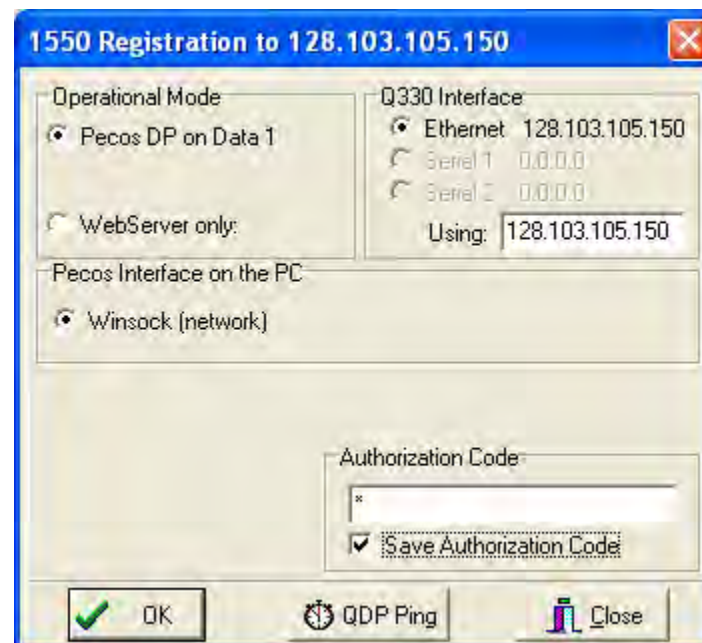 1550 Registration to 128.103.105.150
Operational Mode
Pecos DP on Data 1
WebServer only:
Q330 Interface
Ethernet 128.103.105.150
Serial 1 0.0.0.0
Serial 2 0.0.0.0
Using: 128.103.105.150
Pecos Interface on the PC
Winsock (network)
Authorization Code
*
Save Authorization Code
OK
QDP Ping
Close